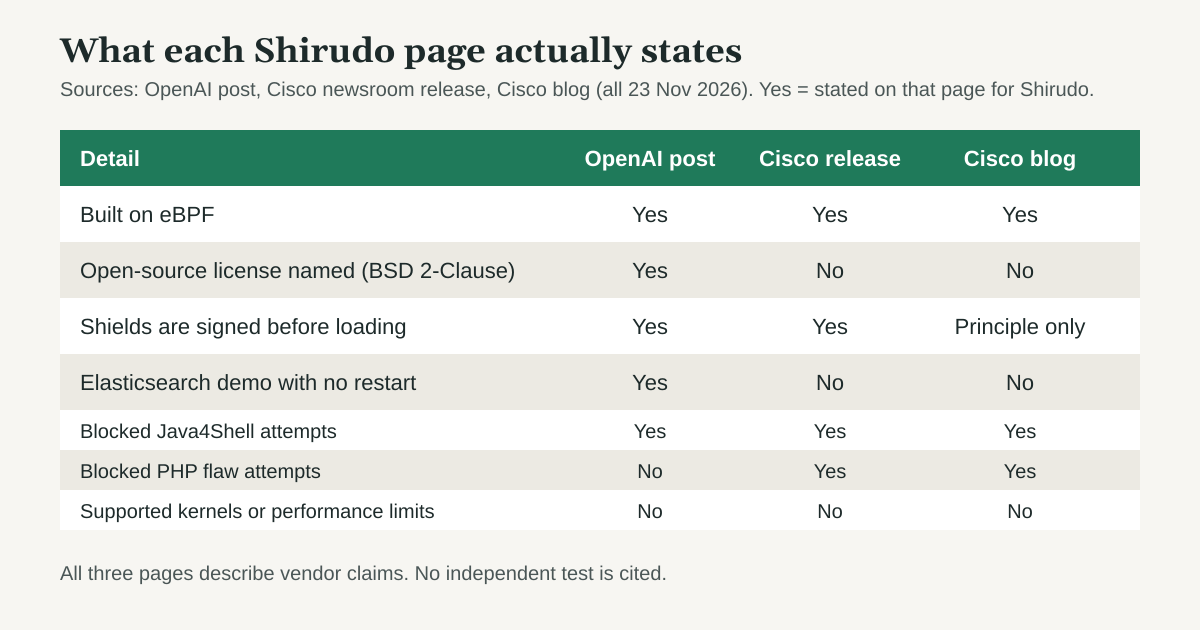 What each Shirudo page actually states
Sources: OpenAI post, Cisco newsroom release, Cisco blog (all 23 Nov 2026). Yes = stated on that page for Shirudo.
Detail OpenAI post Cisco release Cisco blog
Built on eBPF Yes Yes Yes
Open-source license named (BSD 2-Clause) Yes No No
Shields are signed before loading Yes Yes Principle only
Elasticsearch demo with no restart Yes No No
Blocked Java4Shell attempts Yes Yes Yes
Blocked PHP flaw attempts No Yes Yes
Supported kernels or performance limits No No No
All three pages describe vendor claims. No independent test is cited.